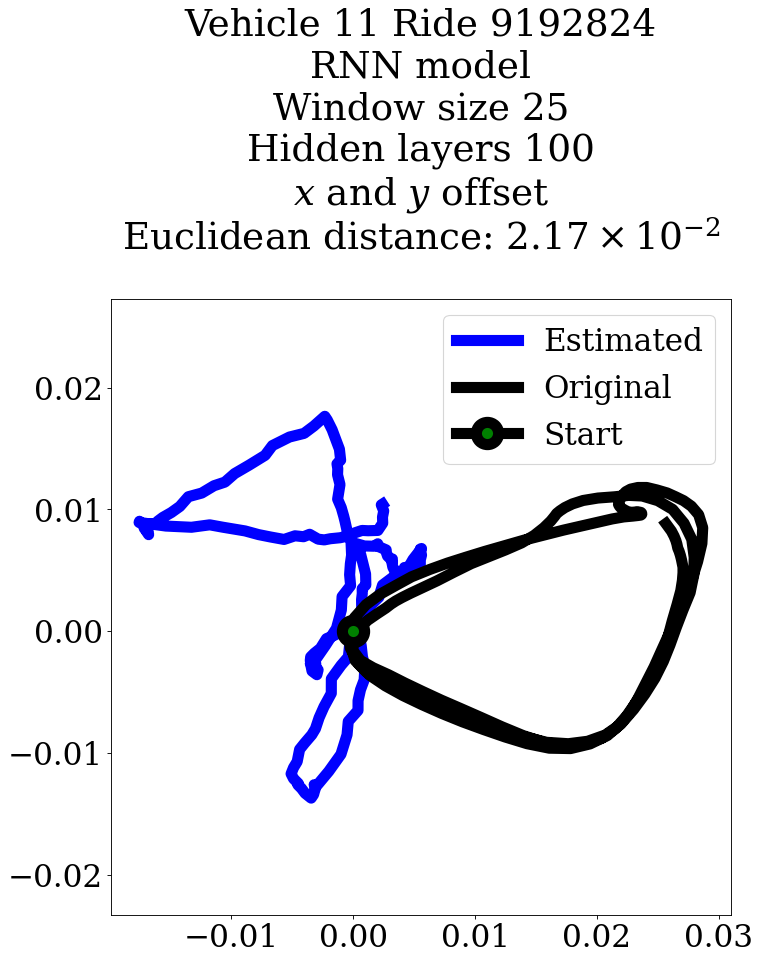 Vehicle 11 Ride 9192824
RNN model
Window size 25
Hidden layers 100
x and y offset
Euclidean distance: 2.17 × 10⁻²
Estimated
Original
Start
0.02
0.01
0.00
−0.01
−0.02
−0.01 0.00 0.01 0.02 0.03